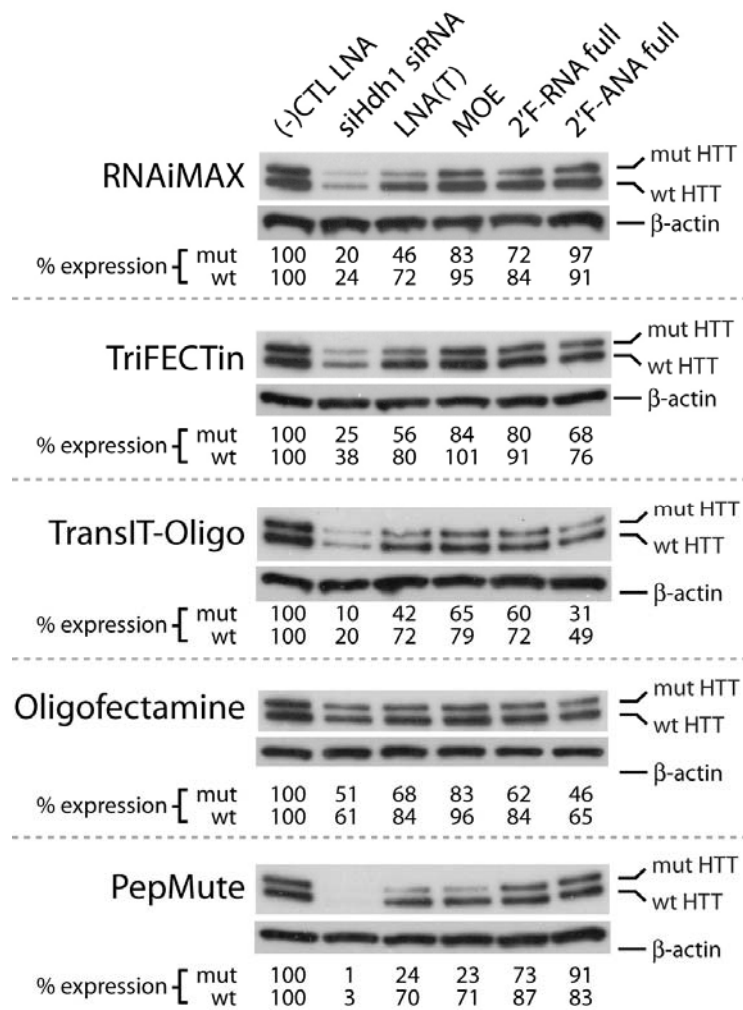 (-)CTL LNA siHdh1 siRNA LNA(T) MOE 2'F-RNA full 2'F-ANA full
RNAiMAX
mut HTT
wt HTT
β-actin
% expression mut 100 20 46 83 72 97
wt 100 24 72 95 84 91
TriFECTin
mut HTT
wt HTT
β-actin
% expression mut 100 25 56 84 80 68
wt 100 38 80 101 91 76
TransIT-Oligo
mut HTT
wt HTT
β-actin
% expression mut 100 10 42 65 60 31
wt 100 20 72 79 72 49
Oligofectamine
mut HTT
wt HTT
β-actin
% expression mut 100 51 68 83 62 46
wt 100 61 84 96 84 65
PepMute
mut HTT
wt HTT
β-actin
% expression mut 100 1 24 23 73 91
wt 100 3 70 71 87 83